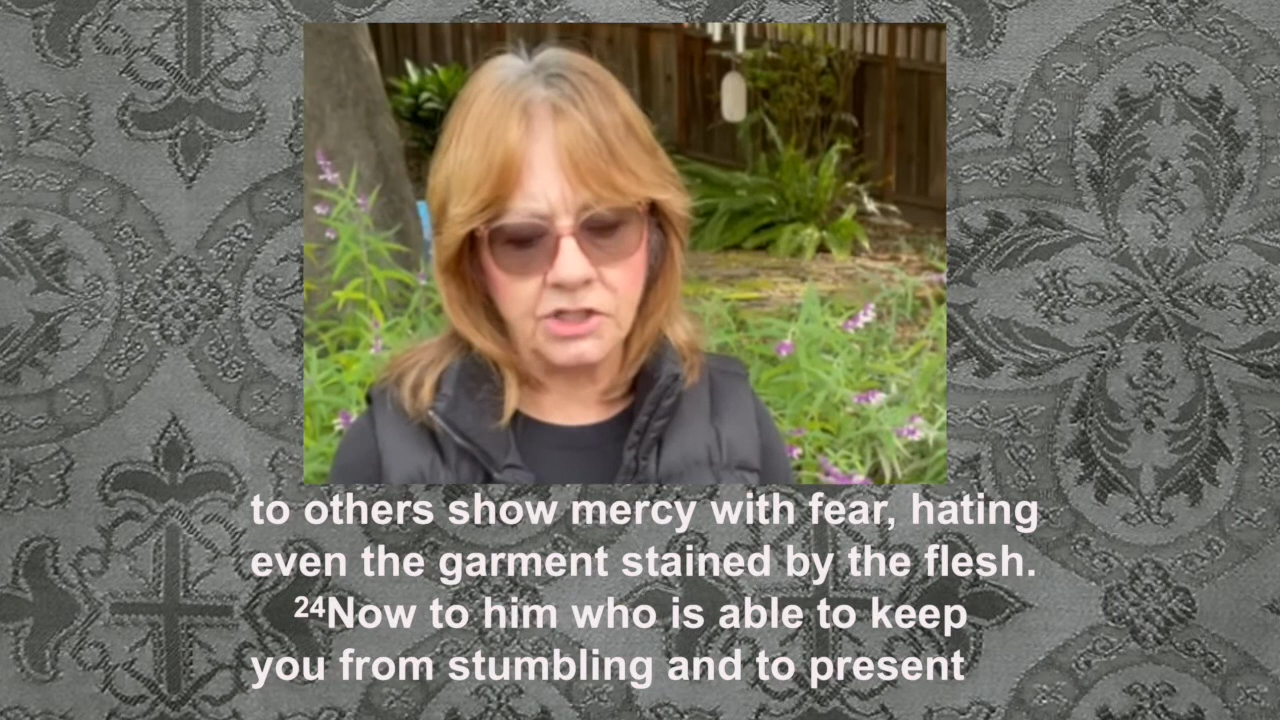 to others show mercy with fear, hating
even the garment stained by the flesh.
²⁴Now to him who is able to keep
you from stumbling and to present